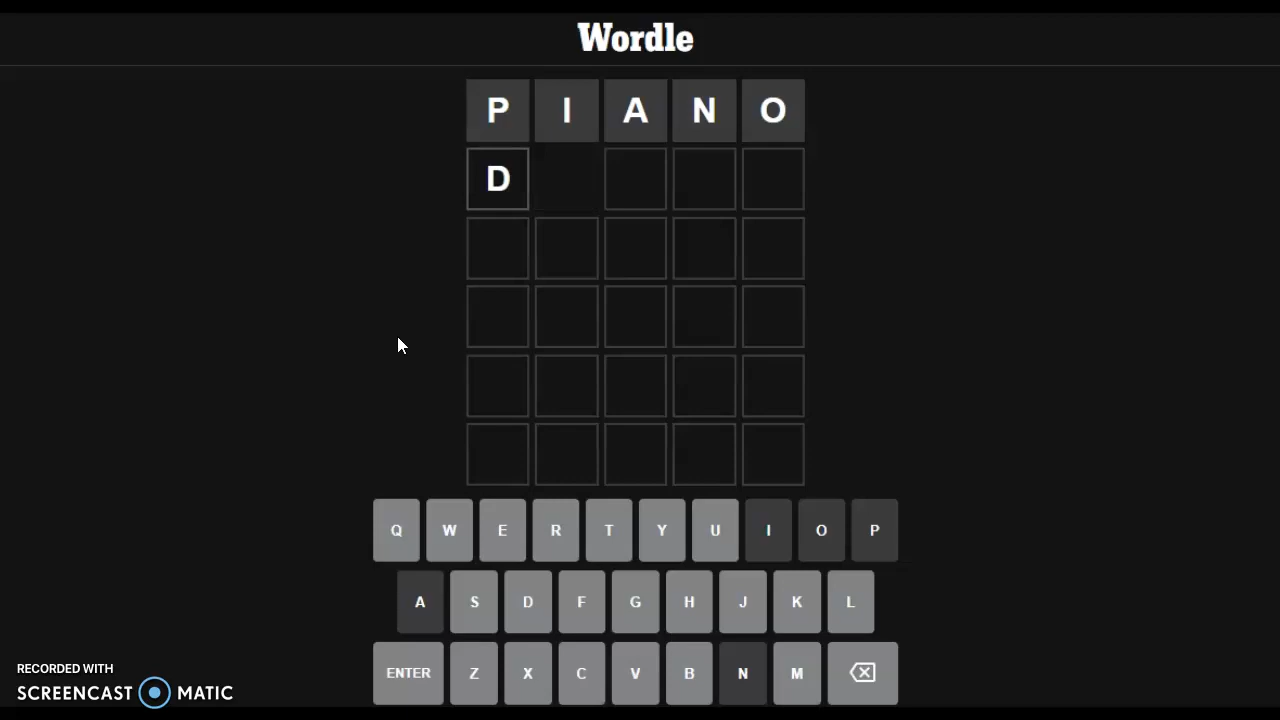 Wordle
P I A N O
D
Q W E R T Y U I O P
A S D F G H J K L
ENTER Z X C V B N M
RECORDED WITH
SCREENCAST MATIC